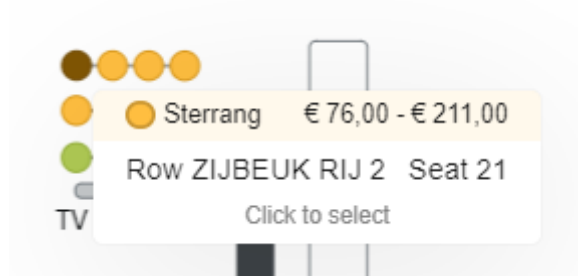 Sterrang € 76,00 - € 211,00
Row ZIJBEUK RIJ 2 Seat 21
Click to select
TV